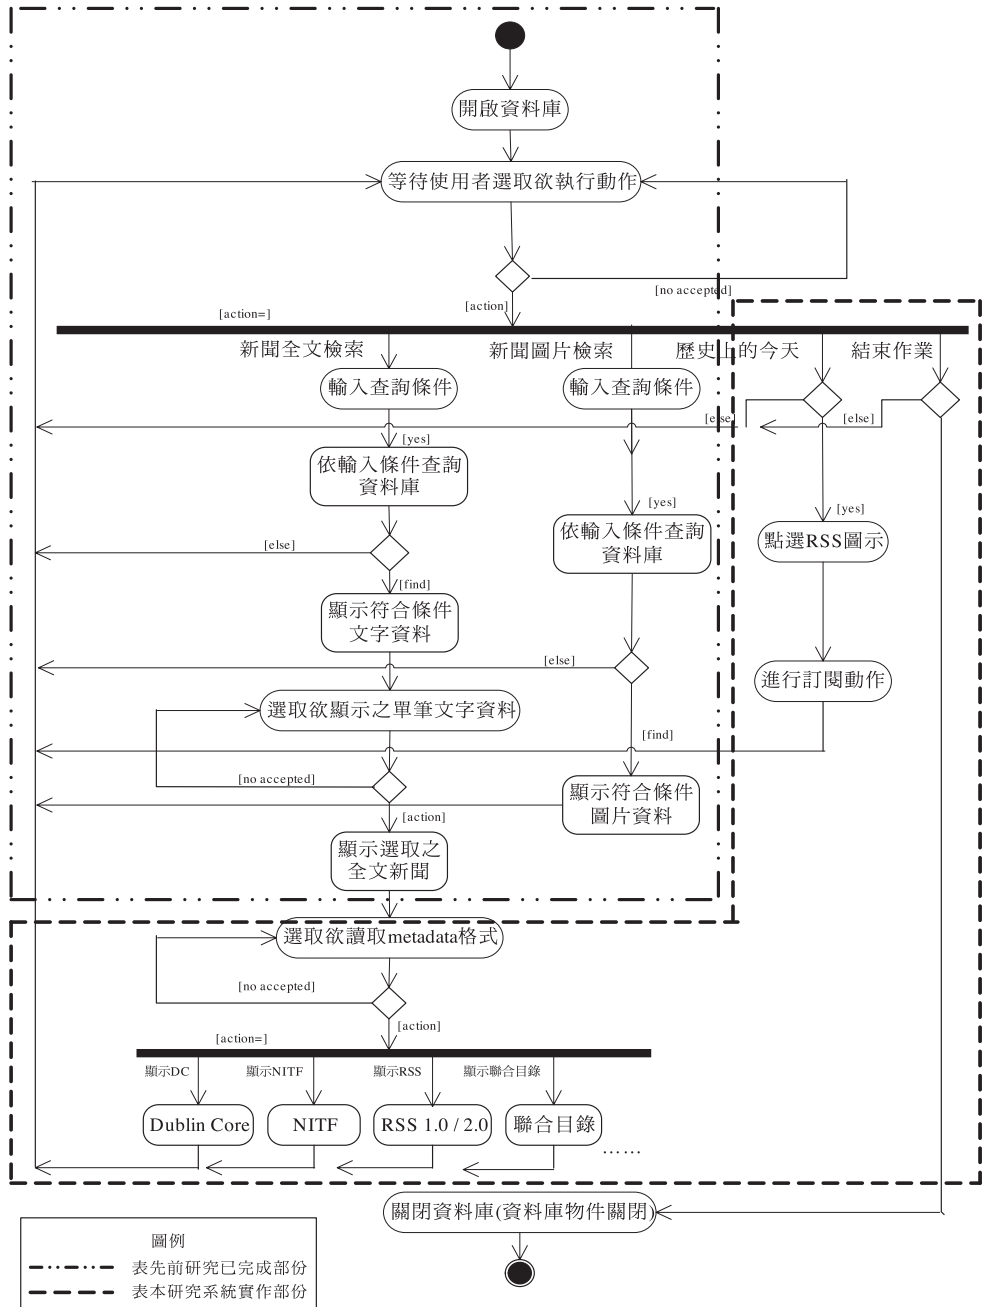 開啟資料庫
等待使用者選取欲執行動作
[no accepted]
[action]
[action=]
新聞全文檢索
新聞圖片檢索
歷史上的今天
結束作業
輸入查詢條件
輸入查詢條件
[else]
[else]
[yes]
依輸入條件查詢
資料庫
[yes]
[yes]
依輸入條件查詢
資料庫
點選RSS圖示
[else]
[find]
顯示符合條件
文字資料
[else]
進行訂閱動作
選取欲顯示之單筆文字資料
[find]
[no accepted]
顯示符合條件
圖片資料
[action]
顯示選取之
全文新聞
選取欲讀取metadata格式
[no accepted]
[action]
[action=]
顯示DC
顯示NITF
顯示RSS
顯示聯合目錄
Dublin Core
NITF
RSS 1.0 / 2.0
聯合目錄
……
關閉資料庫(資料庫物件關閉)
圖例
表先前研究已完成部份
表本研究系統實作部份